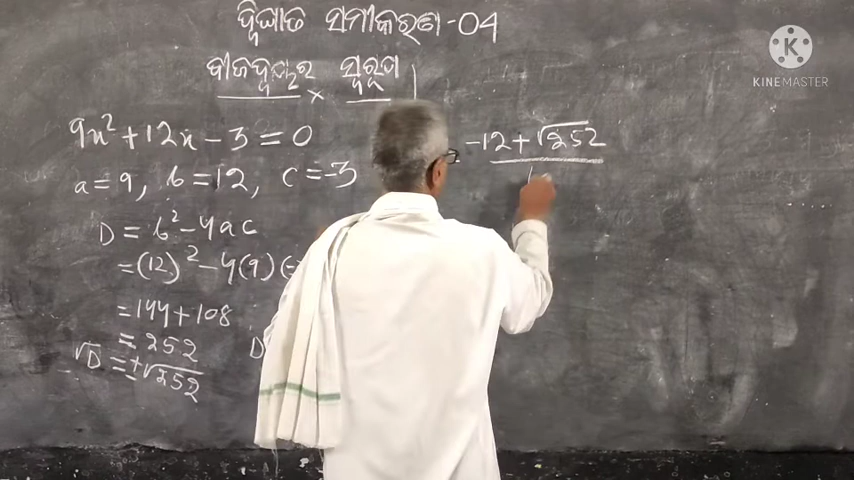 ଦ୍ଵିଘାତ ସମୀକରଣ-04
ବୀଜଦ୍ଵୟର ସ୍ୱରୂପ
9x² + 12x - 3 = 0
a = 9, b = 12, c = -3
D = b² - 4ac
= (12)² - 4(9)(-
= 144 + 108
= 252
√D = ±√252
D
-12 + √252
KINEMASTER